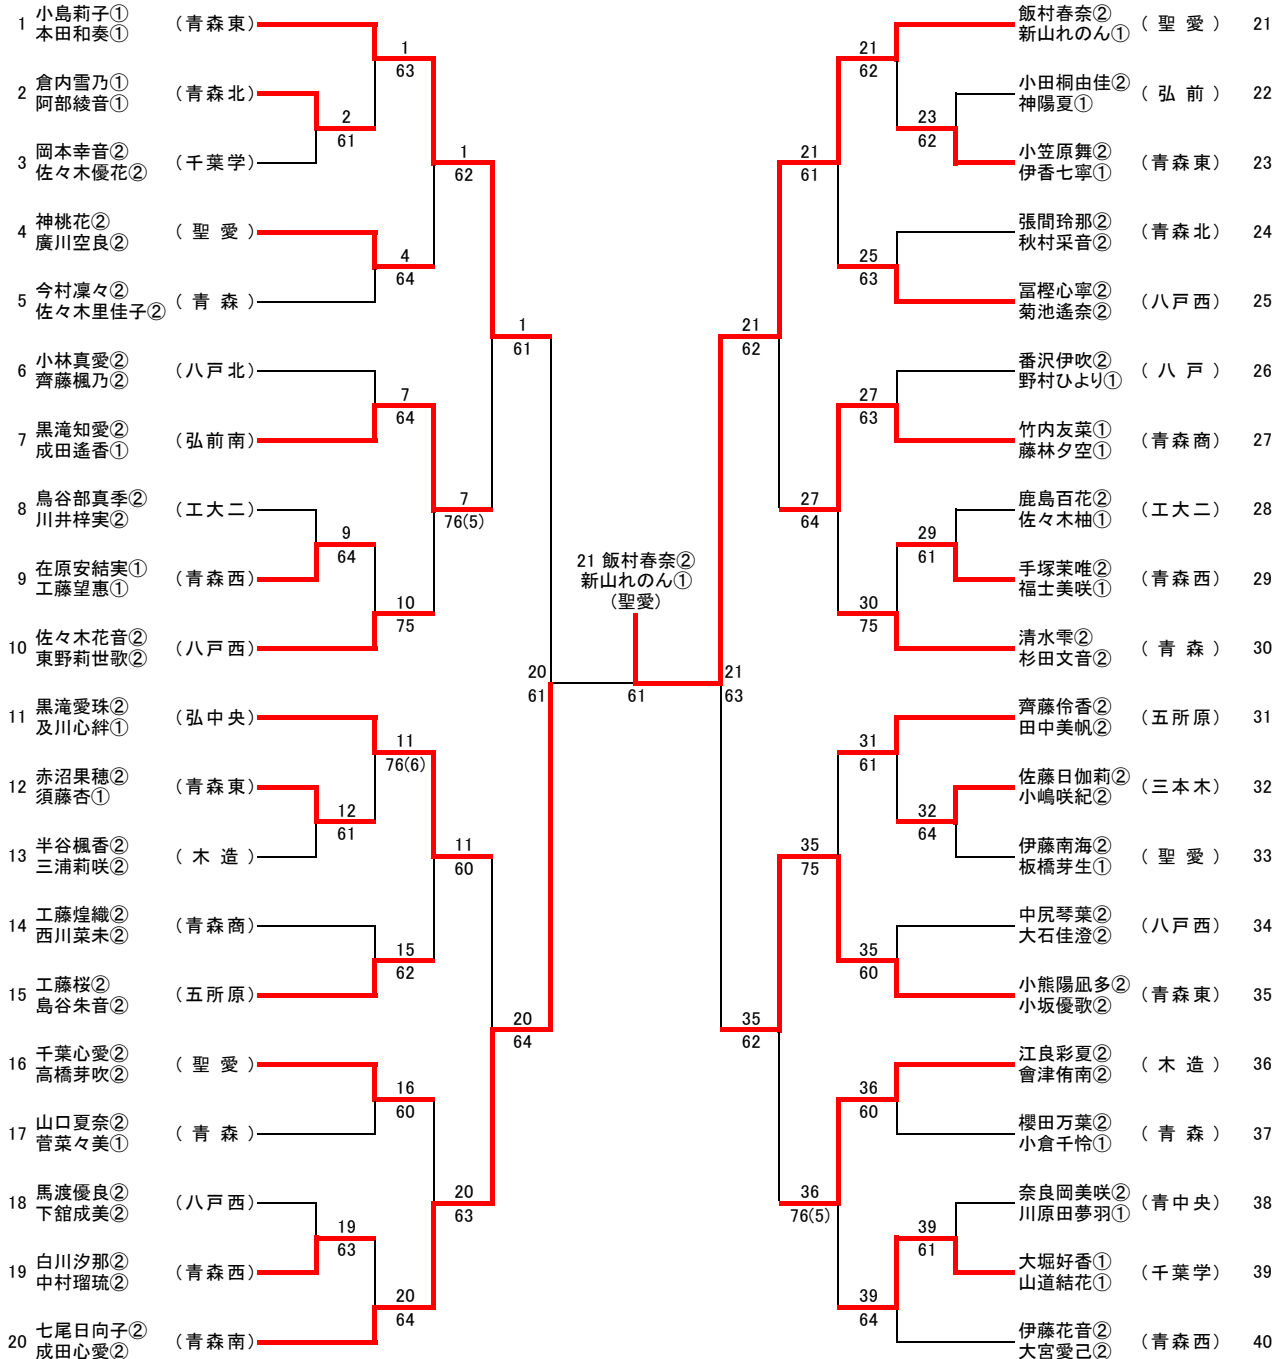 1 小島莉子① 本田和奏① (青森東)
2 倉内雪乃① 阿部綾音① (青森北)
3 岡本幸音② 佐々木優花② (千葉学)
4 神桃花② 廣川空良② (聖愛)
5 今村凜々② 佐々木里佳子② (青森)
6 小林真愛② 齊藤楓乃② (八戸北)
7 黒滝知愛② 成田遙香① (弘前南)
8 鳥谷部真季② 川井梓実② (工大二)
9 在原安結実① 工藤望恵① (青森西)
10 佐々木花音② 東野莉世歌② (八戸西)
11 黒滝愛珠② 及川心絆① (弘中央)
12 赤沼果穂② 須藤杏① (青森東)
13 半谷楓香② 三浦莉咲② (木造)
14 工藤煌織② 西川菜未② (青森商)
15 工藤桜② 島谷朱音② (五所原)
16 千葉心愛② 高橋芽吹② (聖愛)
17 山口夏奈② 菅菜々美① (青森)
18 馬渡優良② 下舘成美② (八戸西)
19 白川汐那② 中村瑠琉② (青森西)
20 七尾日向子② 成田心愛② (青森南)
2
61
9
64
12
61
19
63
1
63
4
64
7
64
10
75
11
76(6)
15
62
16
60
20
64
1
62
7
76(5)
11
60
20
63
1
61
20
64
20
61
21 飯村春奈②
新山れのん①
(聖愛)
61
21
63
21
62
35
62
21
61
27
64
35
75
36
76(5)
21
62
25
63
27
63
30
75
31
61
35
60
36
60
39
64
23
62
29
61
32
64
39
61
飯村春奈② 新山れのん① (聖愛) 21
小田桐由佳② 神陽夏① (弘前) 22
小笠原舞② 伊香七寧① (青森東) 23
張間玲那② 秋村采音② (青森北) 24
冨樫心寧② 菊池遙奈② (八戸西) 25
番沢伊吹② 野村ひより① (八戸) 26
竹内友菜① 藤林夕空① (青森商) 27
鹿島百花② 佐々木柚① (工大二) 28
手塚茉唯② 福士美咲① (青森西) 29
清水雫② 杉田文音② (青森) 30
齊藤伶香② 田中美帆② (五所原) 31
佐藤日伽莉② 小嶋咲紀② (三本木) 32
伊藤南海② 板橋芽生① (聖愛) 33
中尻琴葉② 大石佳澄② (八戸西) 34
小熊陽凪多② 小坂優歌② (青森東) 35
江良彩夏② 會津侑南② (木造) 36
櫻田万葉② 小倉千怜① (青森) 37
奈良岡美咲② 川原田夢羽① (青中央) 38
大堀好香① 山道結花① (千葉学) 39
伊藤花音② 大宮愛己② (青森西) 40